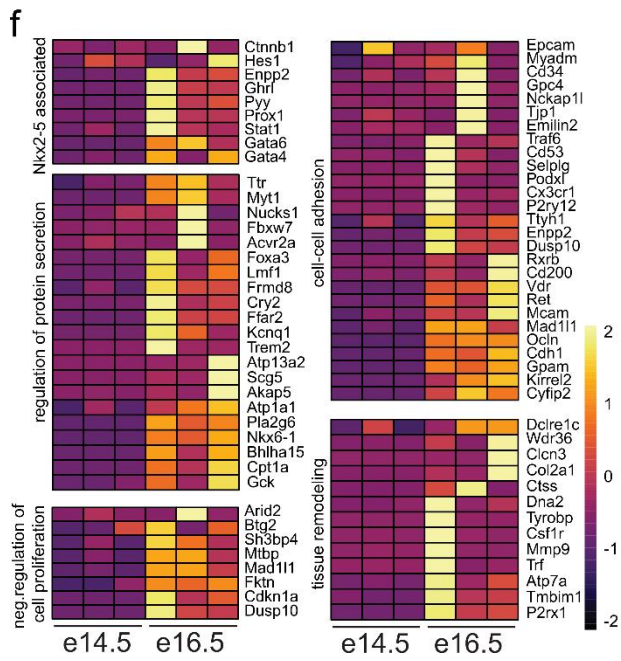 f
Nkx2-5 associated
Ctnnb1
Hes1
Enpp2
Ghrl
Pyy
Prox1
Stat1
Gata6
Gata4
regulation of protein secretion
Ttr
Myt1
Nucks1
Fbxw7
Acvr2a
Foxa3
Lmf1
Frmd8
Cry2
Ffar2
Kcnq1
Trem2
Atp13a2
Scg5
Akap5
Atp1a1
Pla2g6
Nkx6-1
Bhlha15
Cpt1a
Gck
neg.regulation of
cell proliferation
Arid2
Btg2
Sh3bp4
Mtbp
Mad1l1
Fktn
Cdkn1a
Dusp10
e14.5 e16.5
cell-cell adhesion
Epcam
Myadm
Cd34
Gpc4
Nckap1l
Tjp1
Emilin2
Traf6
Cd53
Selplg
Podxl
Cx3cr1
P2ry12
Ttyh1
Enpp2
Dusp10
Rxrb
Cd200
Vdr
Ret
Mcam
Mad1l1
Ocln
Cdh1
Gpam
Kirrel2
Cyfip2
tissue remodeling
Dclre1c
Wdr36
Clcn3
Col2a1
Ctss
Dna2
Tyrobp
Csf1r
Mmp9
Trf
Atp7a
Tmbim1
P2rx1
e14.5 e16.5
2
1
0
-1
-2